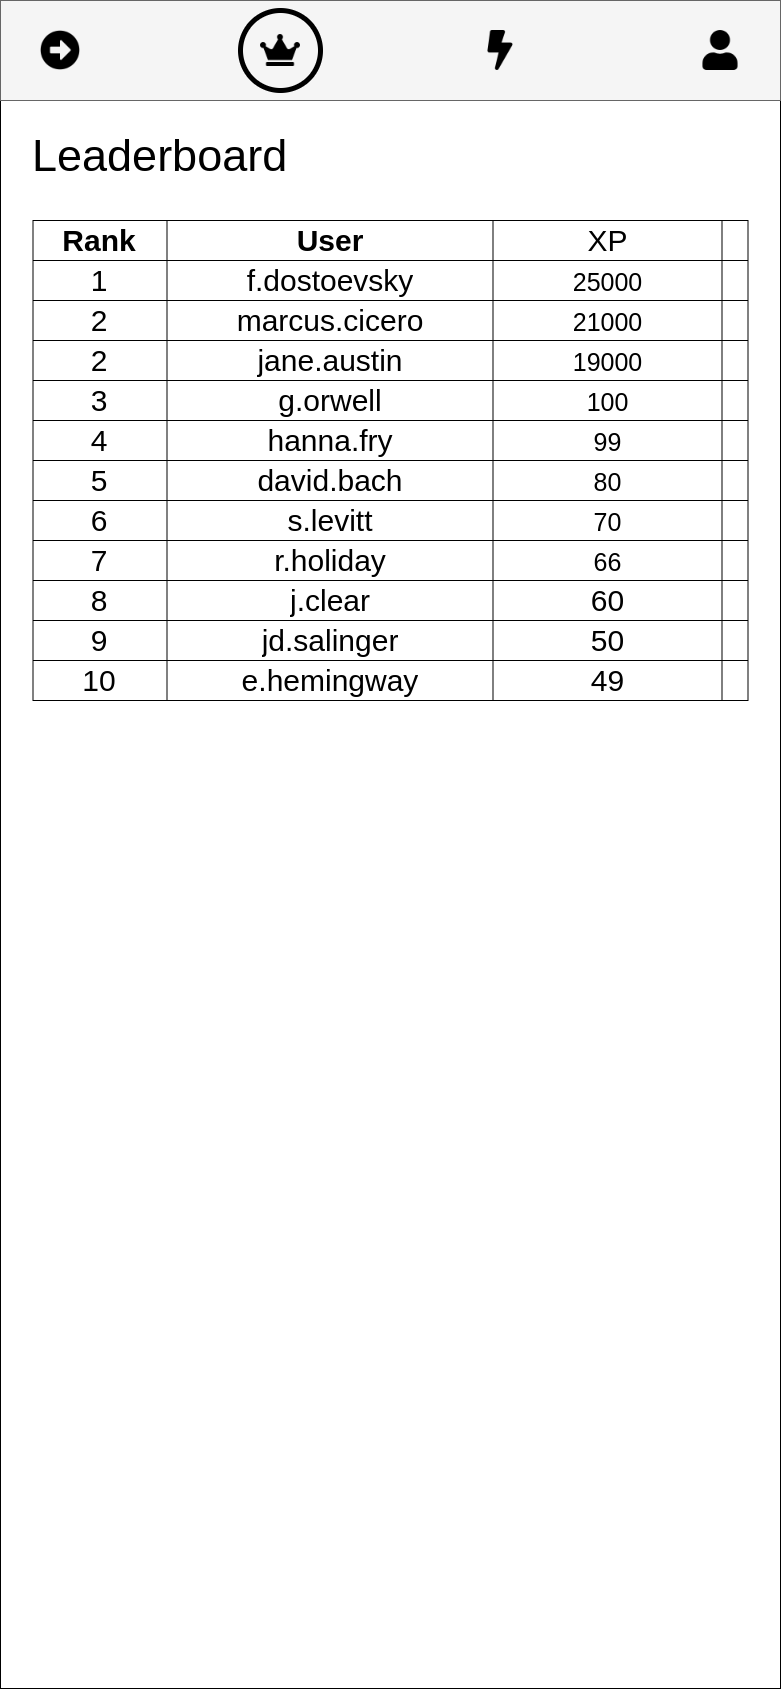 Leaderboard
Rank User XP
1 f.dostoevsky 25000
2 marcus.cicero 21000
2 jane.austin 19000
3 g.orwell 100
4 hanna.fry 99
5 david.bach 80
6 s.levitt 70
7 r.holiday 66
8 j.clear 60
9 jd.salinger 50
10 e.hemingway 49